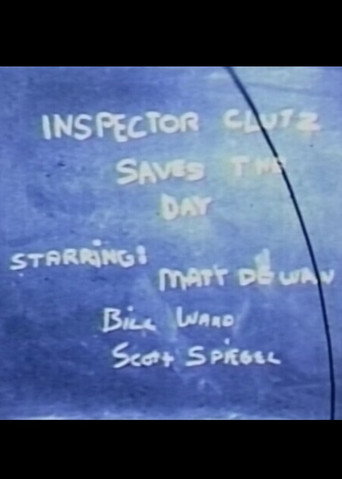 INSPECTOR CLUTZ
SAVES THE
DAY
STARRING:
MATT DEWAN
BILL WARD
SCOTT SPIEGEL